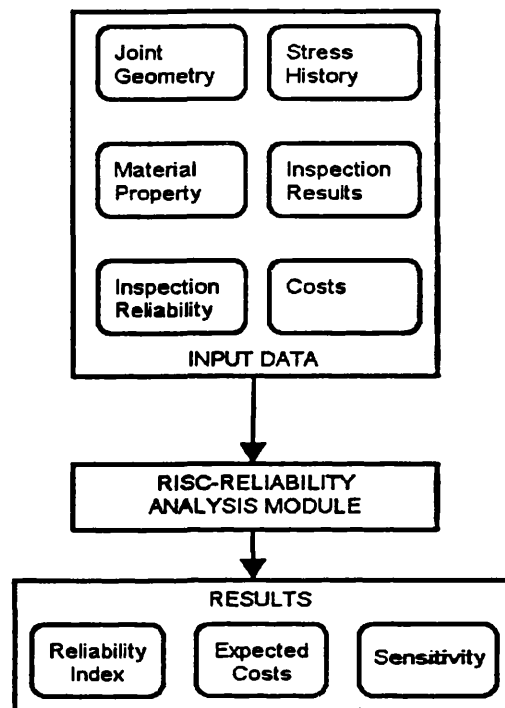 Joint
Geometry
Stress
History
Material
Property
Inspection
Results
Inspection
Reliability
Costs
INPUT DATA
RISC-RELIABILITY
ANALYSIS MODULE
RESULTS
Reliability
Index
Expected
Costs
Sensitivity